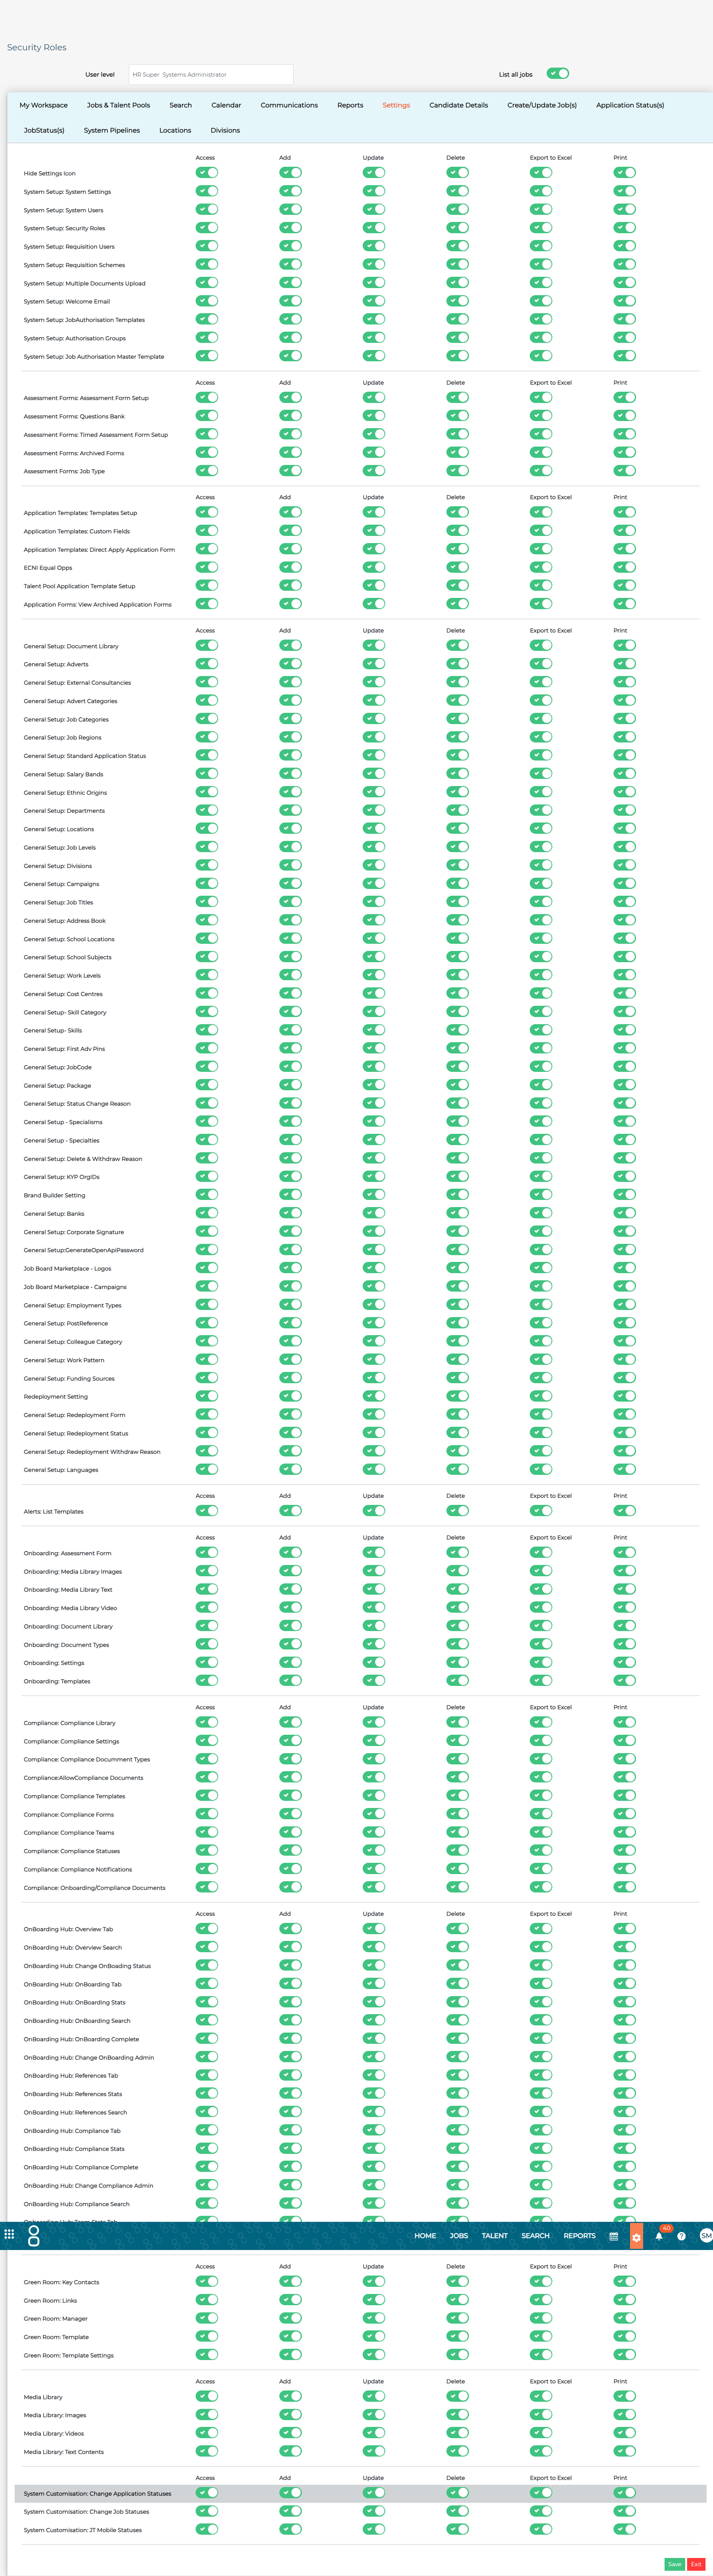 Security Roles
User level HR Super Systems Administrator List all jobs
My Workspace Jobs & Talent Pools Search Calendar Communications Reports Settings Candidate Details Create/Update Job(s) Application Status(s)
JobStatus(s) System Pipelines Locations Divisions
Access Add Update Delete Export to Excel Print
Hide Settings Icon
System Setup: System Settings
System Setup: System Users
System Setup: Security Roles
System Setup: Requisition Users
System Setup: Requisition Schemes
System Setup: Multiple Documents Upload
System Setup: Welcome Email
System Setup: JobAuthorisation Templates
System Setup: Authorisation Groups
System Setup: Job Authorisation Master Template
Access Add Update Delete Export to Excel Print
Assessment Forms: Assessment Form Setup
Assessment Forms: Questions Bank
Assessment Forms: Timed Assessment Form Setup
Assessment Forms: Archived Forms
Assessment Forms: Job Type
Access Add Update Delete Export to Excel Print
Application Templates: Templates Setup
Application Templates: Custom Fields
Application Templates: Direct Apply Application Form
ECNI Equal Opps
Talent Pool Application Template Setup
Application Forms: View Archived Application Forms
Access Add Update Delete Export to Excel Print
General Setup: Document Library
General Setup: Adverts
General Setup: External Consultancies
General Setup: Advert Categories
General Setup: Job Categories
General Setup: Job Regions
General Setup: Standard Application Status
General Setup: Salary Bands
General Setup: Ethnic Origins
General Setup: Departments
General Setup: Locations
General Setup: Job Levels
General Setup: Divisions
General Setup: Campaigns
General Setup: Job Titles
General Setup: Address Book
General Setup: School Locations
General Setup: School Subjects
General Setup: Work Levels
General Setup: Cost Centres
General Setup- Skill Category
General Setup- Skills
General Setup: First Adv Pins
General Setup: JobCode
General Setup: Package
General Setup: Status Change Reason
General Setup - Specialisms
General Setup - Specialties
General Setup: Delete & Withdraw Reason
General Setup: KYP OrgIDs
Brand Builder Setting
General Setup: Banks
General Setup: Corporate Signature
General Setup:GenerateOpenApiPassword
Job Board Marketplace - Logos
Job Board Marketplace - Campaigns
General Setup: Employment Types
General Setup: PostReference
General Setup: Colleague Category
General Setup: Work Pattern
General Setup: Funding Sources
Redeployment Setting
General Setup: Redeployment Form
General Setup: Redeployment Status
General Setup: Redeployment Withdraw Reason
General Setup: Languages
Access Add Update Delete Export to Excel Print
Alerts: List Templates
Access Add Update Delete Export to Excel Print
Onboarding: Assessment Form
Onboarding: Media Library Images
Onboarding: Media Library Text
Onboarding: Media Library Video
Onboarding: Document Library
Onboarding: Document Types
Onboarding: Settings
Onboarding: Templates
Access Add Update Delete Export to Excel Print
Compliance: Compliance Library
Compliance: Compliance Settings
Compliance: Compliance Documment Types
Compliance:AllowCompliance Documents
Compliance: Compliance Templates
Compliance: Compliance Forms
Compliance: Compliance Teams
Compliance: Compliance Statuses
Compliance: Compliance Notifications
Compliance: Onboarding/Compliance Documents
Access Add Update Delete Export to Excel Print
OnBoarding Hub: Overview Tab
OnBoarding Hub: Overview Search
OnBoarding Hub: Change OnBoading Status
OnBoarding Hub: OnBoarding Tab
OnBoarding Hub: OnBoarding Stats
OnBoarding Hub: OnBoarding Search
OnBoarding Hub: OnBoarding Complete
OnBoarding Hub: Change OnBoarding Admin
OnBoarding Hub: References Tab
OnBoarding Hub: References Stats
OnBoarding Hub: References Search
OnBoarding Hub: Compliance Tab
OnBoarding Hub: Compliance Stats
OnBoarding Hub: Compliance Complete
OnBoarding Hub: Change Compliance Admin
OnBoarding Hub: Compliance Search
HOME JOBS TALENT SEARCH REPORTS 40 ? SM
Access Add Update Delete Export to Excel Print
Green Room: Key Contacts
Green Room: Links
Green Room: Manager
Green Room: Template
Green Room: Template Settings
Access Add Update Delete Export to Excel Print
Media Library
Media Library: Images
Media Library: Videos
Media Library: Text Contents
Access Add Update Delete Export to Excel Print
System Customisation: Change Application Statuses
System Customisation: Change Job Statuses
System Customisation: JT Mobile Statuses
Save Exit